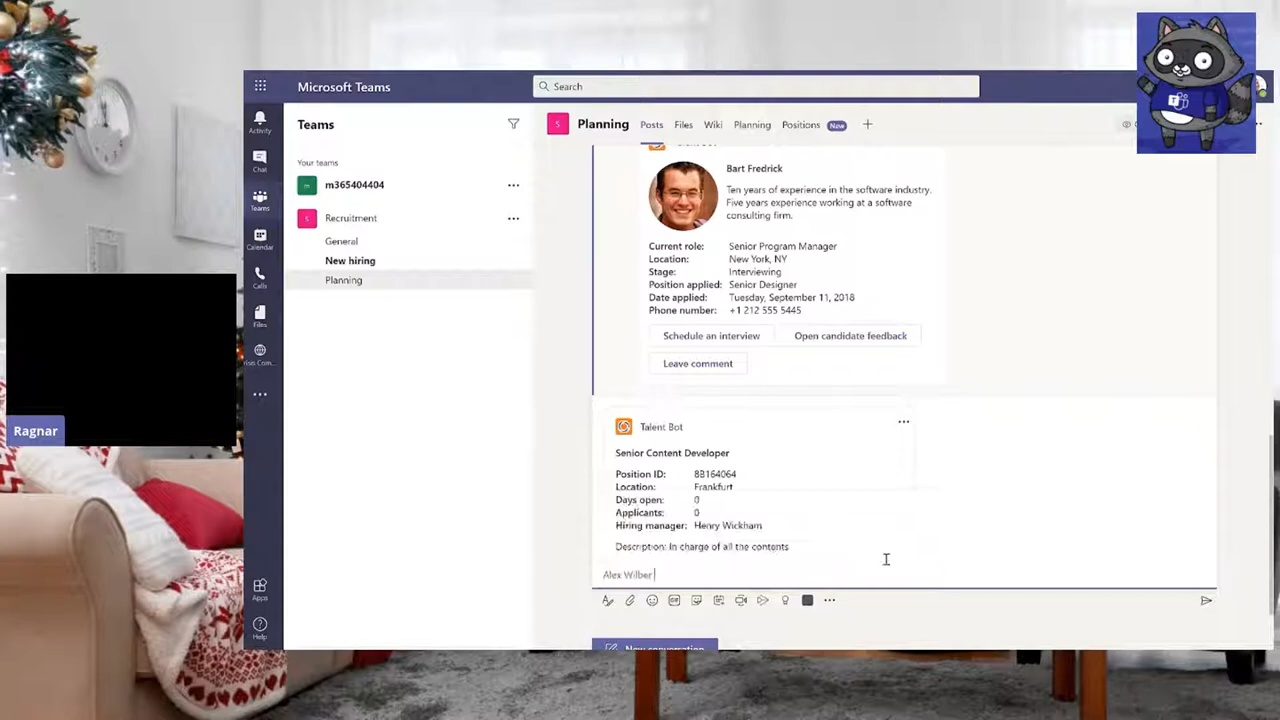 Microsoft Teams
Search
Activity
Chat
Teams
Calendar
Calls
Files
Apps
Help
Teams
Your teams
m365404404
Recruitment
General
New hiring
Planning
S
Planning
Posts
Files
Wiki
Planning
Positions
New
Bart Fredrick
Ten years of experience in the software industry.
Five years experience working at a software
consulting firm.
Current role: Senior Program Manager
Location: New York, NY
Stage: Interviewing
Position applied: Senior Designer
Date applied: Tuesday, September 11, 2018
Phone number: +1 212 555 5445
Schedule an interview
Open candidate feedback
Leave comment
Talent Bot
Senior Content Developer
Position ID: 8B164064
Location: Frankfurt
Days open: 0
Applicants: 0
Hiring manager: Henry Wickham
Description: In charge of all the contents
Alex Wilber
New conversation
Ragnar